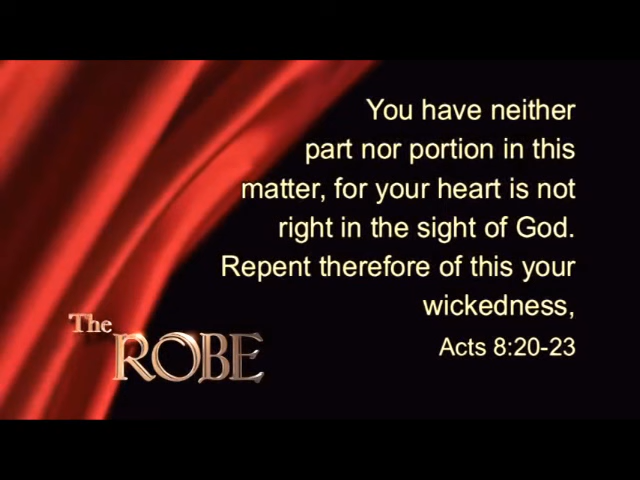 You have neither
part nor portion in this
matter, for your heart is not
right in the sight of God.
Repent therefore of this your
wickedness,
Acts 8:20-23
The
ROBE